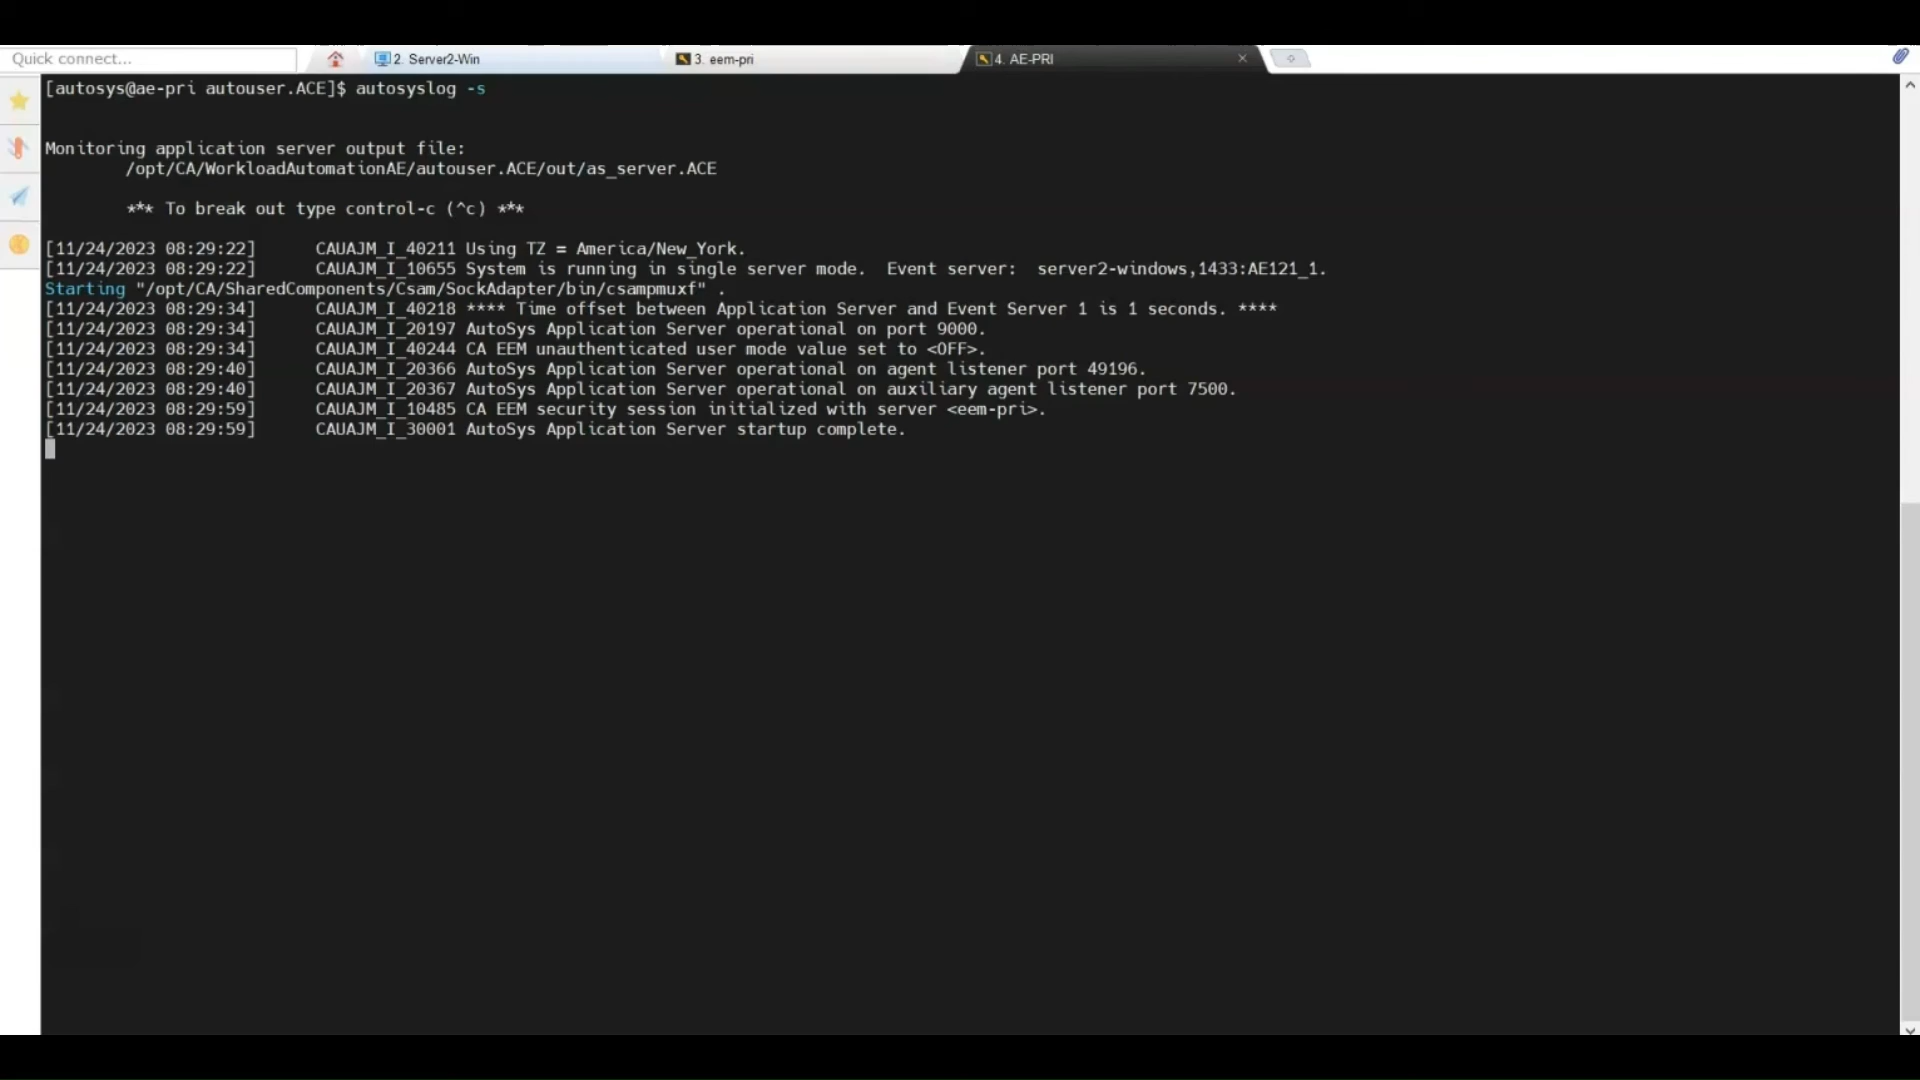 Quick connect...
2. Server2-Win
3. eem-pri
4. AE-PRI
[autosys@ae-pri autouser.ACE]$ autosyslog -s
Monitoring application server output file:
/opt/CA/WorkloadAutomationAE/autouser.ACE/out/as_server.ACE
*** To break out type control-c (^c) ***
[11/24/2023 08:29:22] CAUAJM_I_40211 Using TZ = America/New_York.
[11/24/2023 08:29:22] CAUAJM_I_10655 System is running in single server mode. Event server: server2-windows,1433:AE121_1.
Starting "/opt/CA/SharedComponents/Csam/SockAdapter/bin/csampmuxf" .
[11/24/2023 08:29:34] CAUAJM_I_40218 **** Time offset between Application Server and Event Server 1 is 1 seconds. ****
[11/24/2023 08:29:34] CAUAJM_I_20197 AutoSys Application Server operational on port 9000.
[11/24/2023 08:29:34] CAUAJM_I_40244 CA EEM unauthenticated user mode value set to <OFF>.
[11/24/2023 08:29:40] CAUAJM_I_20366 AutoSys Application Server operational on agent listener port 49196.
[11/24/2023 08:29:40] CAUAJM_I_20367 AutoSys Application Server operational on auxiliary agent listener port 7500.
[11/24/2023 08:29:59] CAUAJM_I_10485 CA EEM security session initialized with server <eem-pri>.
[11/24/2023 08:29:59] CAUAJM_I_30001 AutoSys Application Server startup complete.